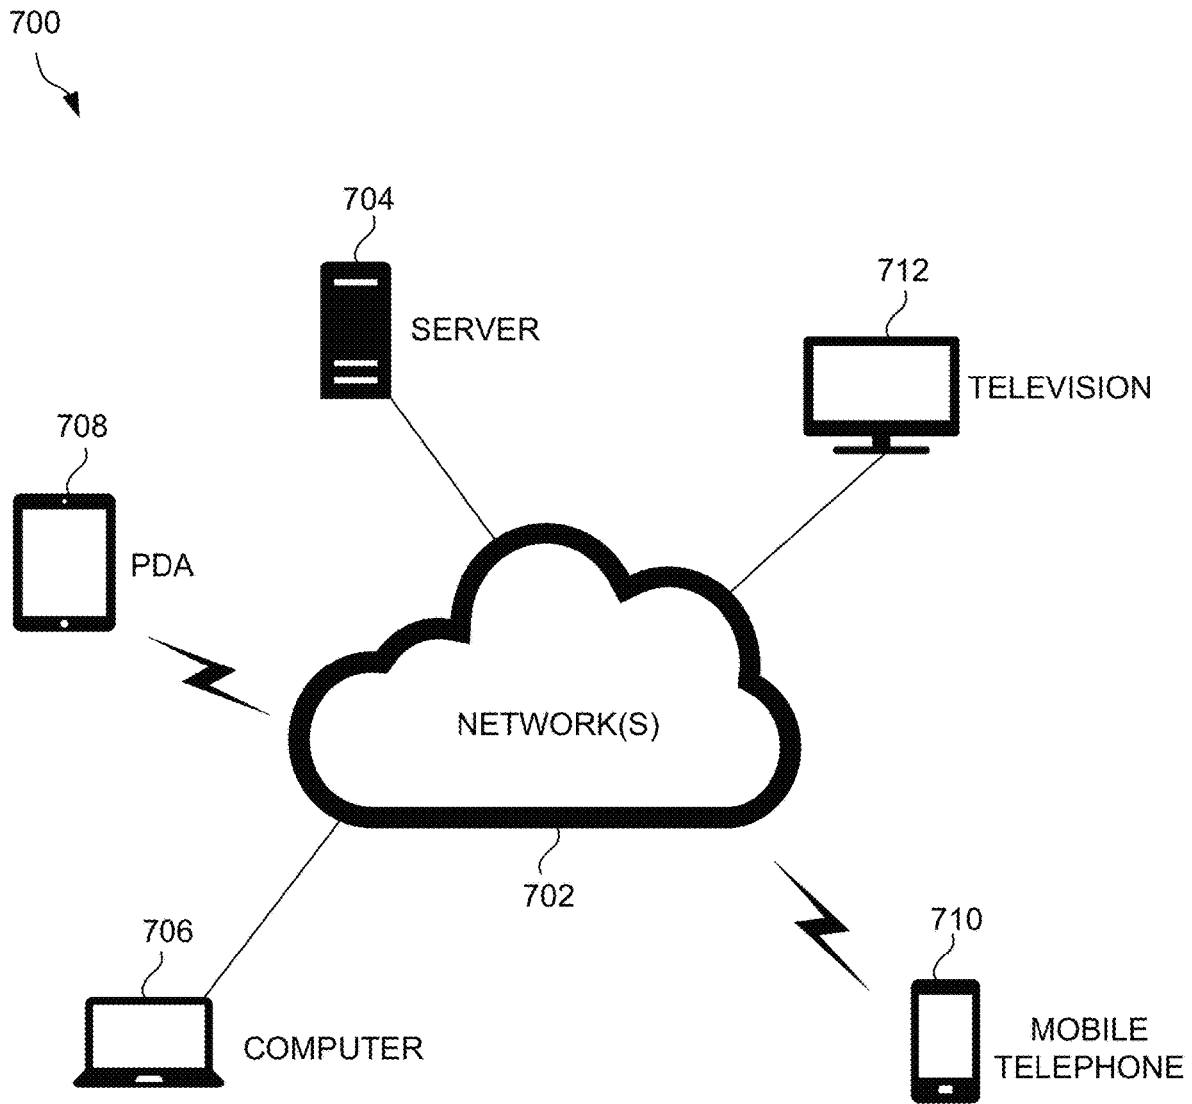 700
704
SERVER
712
TELEVISION
708
PDA
NETWORK(S)
702
706
COMPUTER
710
MOBILE
TELEPHONE